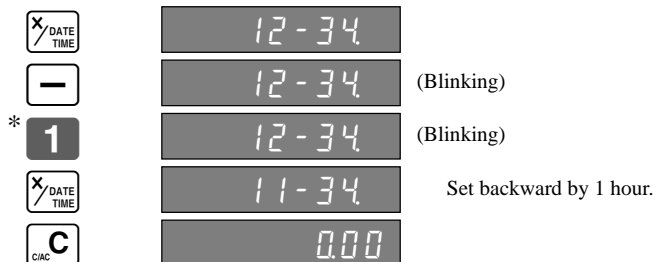 X/DATE TIME 12-34.
— 12-34. (Blinking)
* 1 12-34. (Blinking)
X/DATE TIME 11-34. Set backward by 1 hour.
C/AC C 0.00